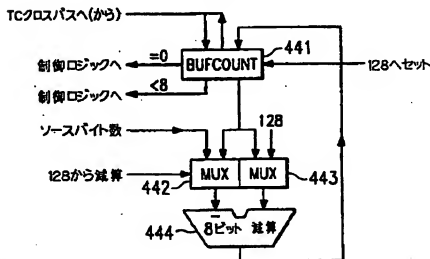 TCクロスバスへ(から)
441
=0
制御ロジックへ
BUFCOUNT
128へセット
<8
制御ロジックへ
ソースバイト数
128
MUX
MUX
443
128から減算
442
444
8ビット 減算